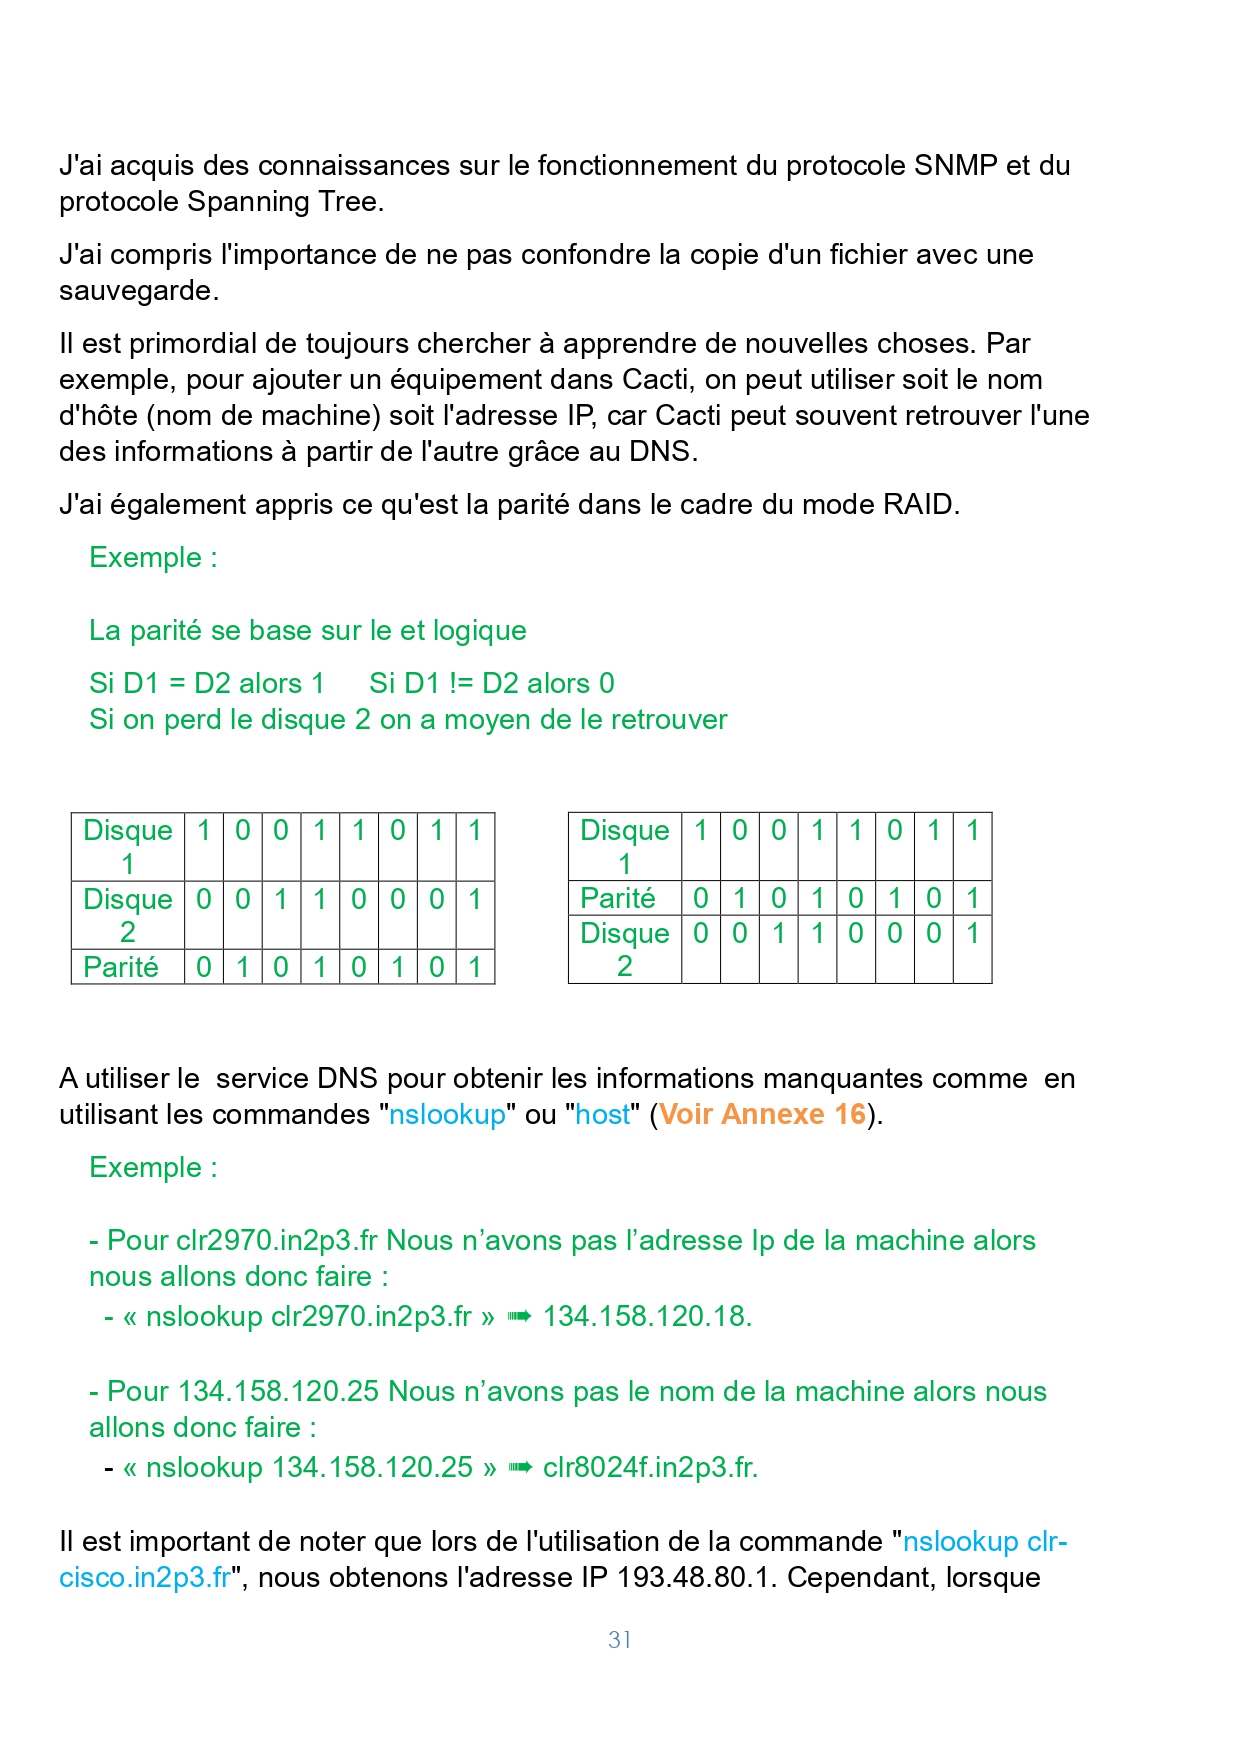 J'ai acquis des connaissances sur le fonctionnement du protocole SNMP et du
protocole Spanning Tree.
J'ai compris l'importance de ne pas confondre la copie d'un fichier avec une
sauvegarde.
Il est primordial de toujours chercher à apprendre de nouvelles choses. Par
exemple, pour ajouter un équipement dans Cacti, on peut utiliser soit le nom
d'hôte (nom de machine) soit l'adresse IP, car Cacti peut souvent retrouver l'une
des informations à partir de l'autre grâce au DNS.
J'ai également appris ce qu'est la parité dans le cadre du mode RAID.
Exemple :
La parité se base sur le et logique
Si D1 = D2 alors 1 Si D1 != D2 alors 0
Si on perd le disque 2 on a moyen de le retrouver
Disque 1 0 0 1 1 0 1 1
1
Disque 0 0 1 1 0 0 0 1
2
Parité 0 1 0 1 0 1 0 1
Disque 1 0 0 1 1 0 1 1
1
Parité 0 1 0 1 0 1 0 1
Disque 0 0 1 1 0 0 0 1
2
A utiliser le  service DNS pour obtenir les informations manquantes comme  en
utilisant les commandes "nslookup" ou "host" (Voir Annexe 16).
Exemple :
- Pour clr2970.in2p3.fr Nous n’avons pas l’adresse Ip de la machine alors
nous allons donc faire :
- « nslookup clr2970.in2p3.fr » ➠ 134.158.120.18.
- Pour 134.158.120.25 Nous n’avons pas le nom de la machine alors nous
allons donc faire :
- « nslookup 134.158.120.25 » ➠ clr8024f.in2p3.fr.
Il est important de noter que lors de l'utilisation de la commande "nslookup clr-
cisco.in2p3.fr", nous obtenons l'adresse IP 193.48.80.1. Cependant, lorsque
31